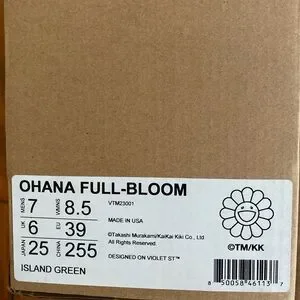 OHANA FULL-BLOOM
MENS 7 WMNS 8.5
VTM23001
UK 6 EU 39
MADE IN USA
JAPAN 25 CHINA 255
©Takashi Murakami/KaiKai Kiki Co., Ltd
All Rights Reserved.
©TM/KK
DESIGNED ON VIOLET ST™
ISLAND GREEN
8 50058 46113 7